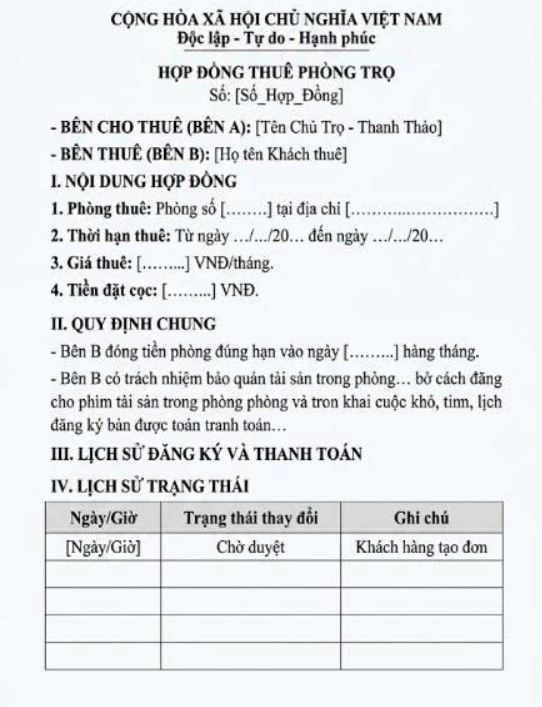 CỘNG HÒA XÃ HỘI CHỦ NGHĨA VIỆT NAM
Độc lập - Tự do - Hạnh phúc
HỢP ĐỒNG THUÊ PHÒNG TRỌ
Số: [Số_Hợp_Đồng]
- BÊN CHO THUÊ (BÊN A): [Tên Chủ Trọ - Thanh Thảo]
- BÊN THUÊ (BÊN B): [Họ tên Khách thuê]
I. NỘI DUNG HỢP ĐỒNG
1. Phòng thuê: Phòng số [........] tại địa chỉ [.............................]
2. Thời hạn thuê: Từ ngày .../.../20... đến ngày .../.../20...
3. Giá thuê: [.........] VNĐ/tháng.
4. Tiền đặt cọc: [.........] VNĐ.
II. QUY ĐỊNH CHUNG
- Bên B đóng tiền phòng đúng hạn vào ngày [.........] hàng tháng.
- Bên B có trách nhiệm bảo quản tài sản trong phòng... bở cách đăng
cho phim tài sản trong phòng phòng và tron khai cuộc khỏ, timm, lịch
đăng ký bản được toán tranh toán...
III. LỊCH SỬ ĐĂNG KÝ VÀ THANH TOÁN
IV. LỊCH SỬ TRẠNG THÁI
Ngày/Giờ Trạng thái thay đổi Ghi chú
[Ngày/Giờ] Chờ duyệt Khách hàng tạo đơn